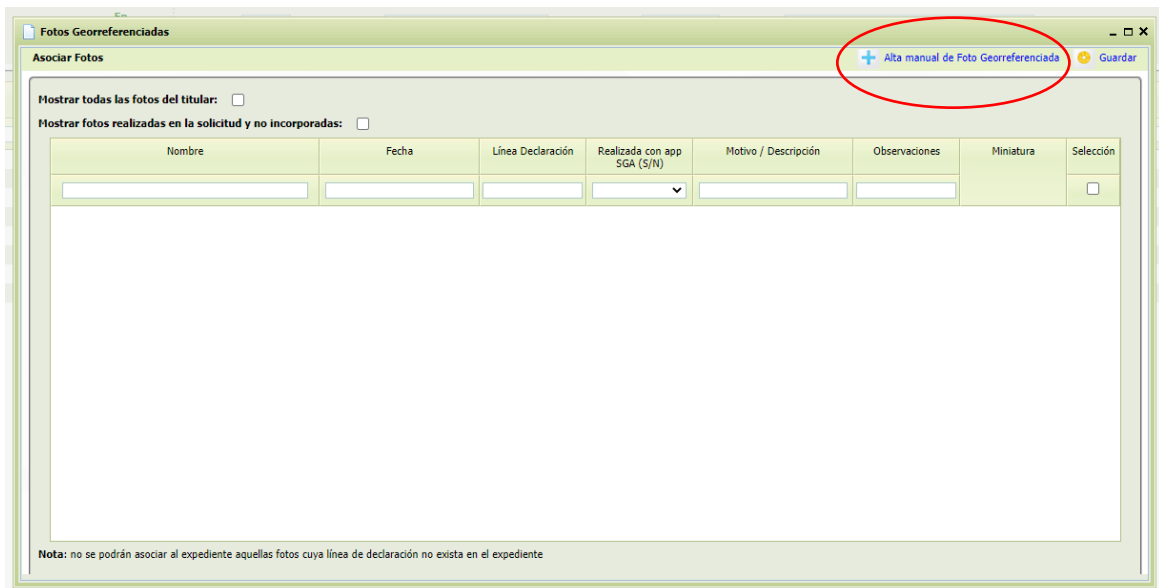 En
Fotos Georreferenciadas
Asociar Fotos
Alta manual de Foto Georreferenciada
Guardar
Mostrar todas las fotos del titular:
Mostrar fotos realizadas en la solicitud y no incorporadas:
Nombre
Fecha
Línea Declaración
Realizada con app
SGA (S/N)
Motivo / Descripción
Observaciones
Miniatura
Selección
Nota: no se podrán asociar al expediente aquellas fotos cuya línea de declaración no exista en el expediente